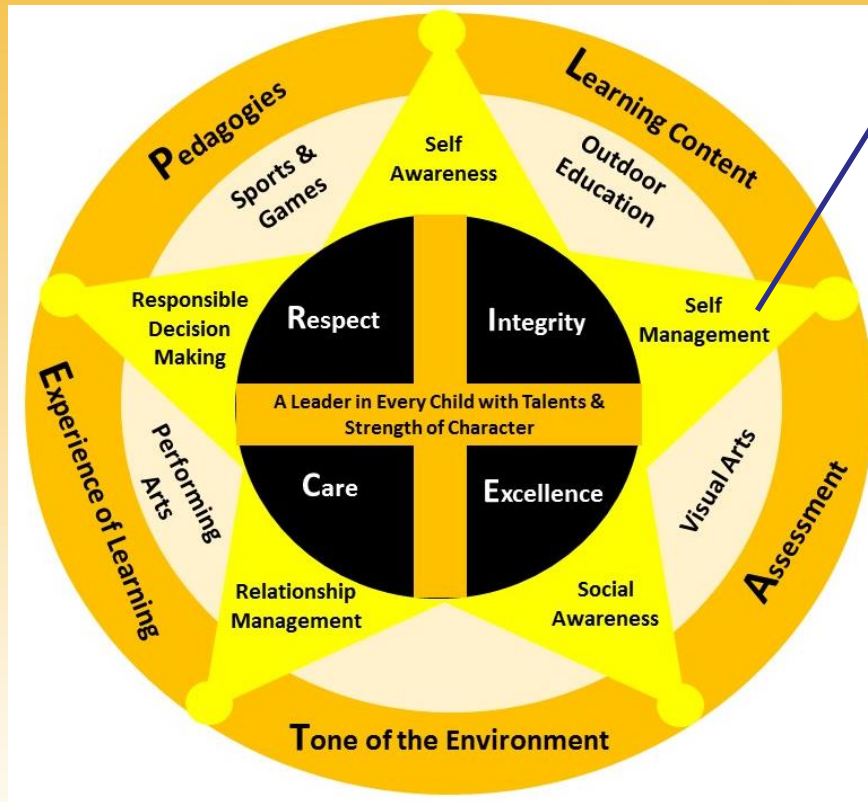 Pedagogies
Learning Content
Sports &
Games
Self
Awareness
Outdoor
Education
Responsible
Decision
Making
Respect
Integrity
Self
Management
A Leader in Every Child with Talents &
Strength of Character
Experience of Learning
Performing
Arts
Care
Excellence
Visual Arts
Assessment
Relationship
Management
Social
Awareness
Tone of the Environment